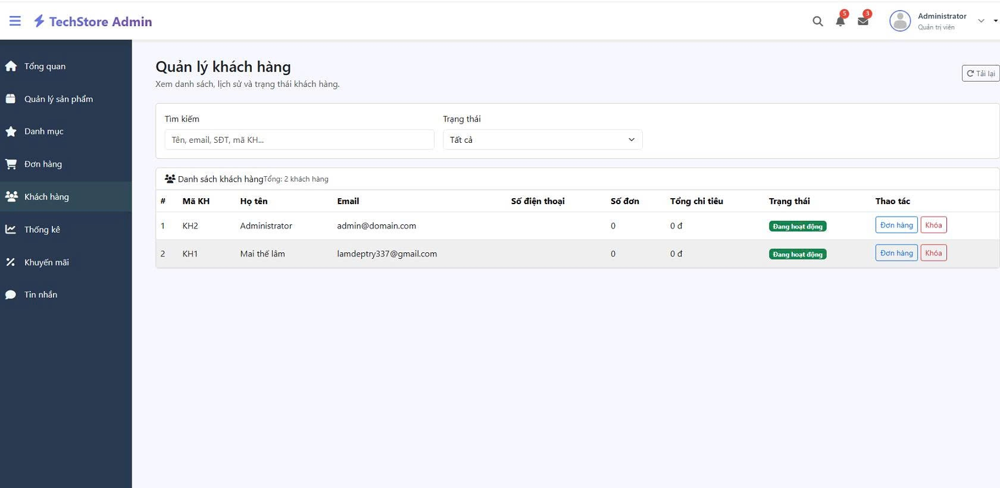 TechStore Admin
5
3
Administrator
Quản trị viên
Tổng quan
Quản lý sản phẩm
Danh mục
Đơn hàng
Khách hàng
Thống kê
Khuyến mãi
Tin nhắn
Quản lý khách hàng
Xem danh sách, lịch sử và trạng thái khách hàng.
Tải lại
Tìm kiếm
Trạng thái
Tên, email, SĐT, mã KH...
Tất cả
Danh sách khách hàngTổng: 2 khách hàng
# Mã KH Họ tên Email Số điện thoại Số đơn Tổng chi tiêu Trạng thái Thao tác
1 KH2 Administrator admin@domain.com 0 0 đ Đang hoạt động Đơn hàng Khóa
2 KH1 Mai thế lâm lamdeptry337@gmail.com 0 0 đ Đang hoạt động Đơn hàng Khóa